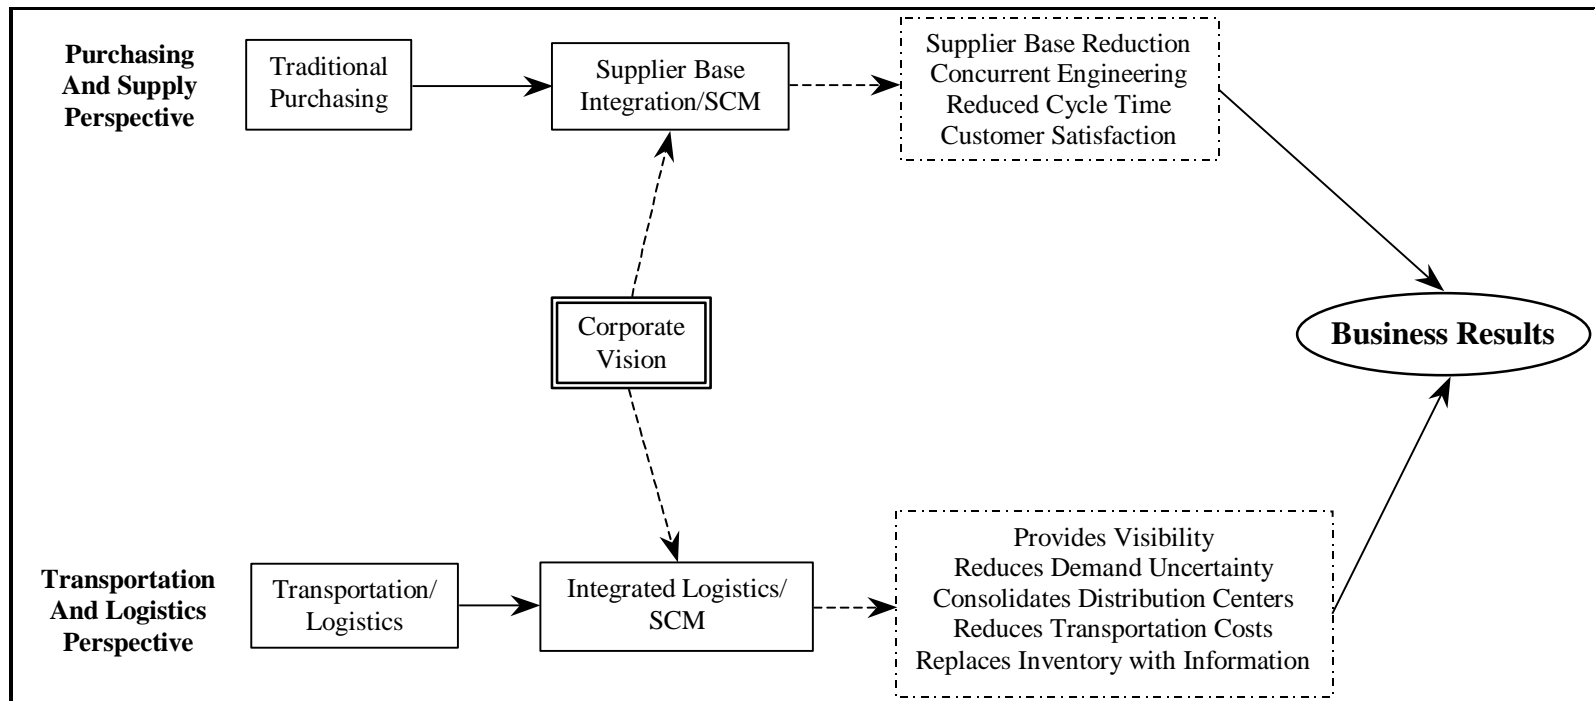 Purchasing
And Supply
Perspective
Traditional
Purchasing
Supplier Base
Integration/SCM
Supplier Base Reduction
Concurrent Engineering
Reduced Cycle Time
Customer Satisfaction
Corporate
Vision
Business Results
Transportation
And Logistics
Perspective
Transportation/
Logistics
Integrated Logistics/
SCM
Provides Visibility
Reduces Demand Uncertainty
Consolidates Distribution Centers
Reduces Transportation Costs
Replaces Inventory with Information